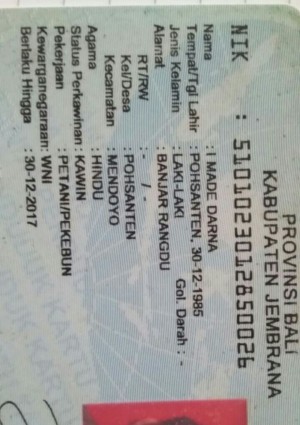 PROVINSI BALI
KABUPATEN JEMBRANA
NIK : 5101023012850026
Nama : I MADE DARNA
Tempat/Tgl Lahir : POHSANTEN, 30-12-1985
Jenis Kelamin : LAKI-LAKI Gol. Darah : -
Alamat : BANJAR RANGDU
RT/RW : - / -
Kel/Desa : POHSANTEN
Kecamatan : MENDOYO
Agama : HINDU
Status Perkawinan : KAWIN
Pekerjaan : PETANI/PEKEBUN
Kewarganegaraan: WNI
Berlaku Hingga : 30-12-2017